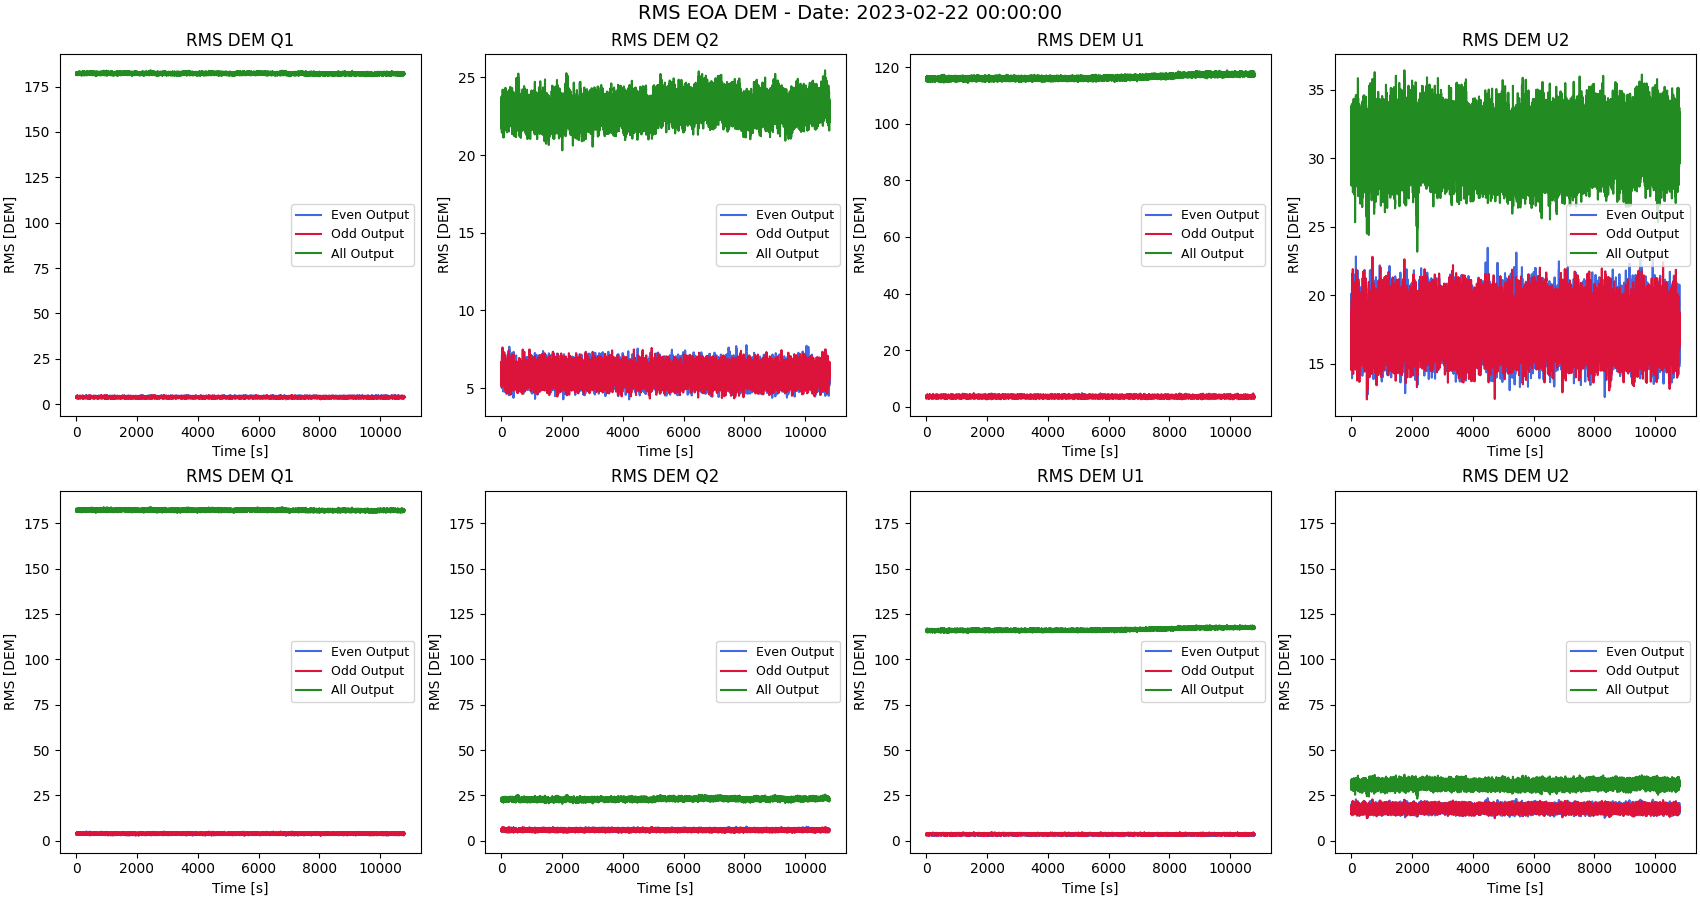 RMS EOA DEM - Date: 2023-02-22 00:00:00
RMS DEM Q1
RMS [DEM]
175
150
125
100
75
50
25
0
Even Output
Odd Output
All Output
0 2000 4000 6000 8000 10000
Time [s]
RMS DEM Q2
RMS [DEM]
25
20
15
10
5
Even Output
Odd Output
All Output
0 2000 4000 6000 8000 10000
Time [s]
RMS DEM U1
RMS [DEM]
120
100
80
60
40
20
0
Even Output
Odd Output
All Output
0 2000 4000 6000 8000 10000
Time [s]
RMS DEM U2
RMS [DEM]
35
30
25
20
15
Even Output
Odd Output
All Output
0 2000 4000 6000 8000 10000
Time [s]
RMS DEM Q1
RMS [DEM]
175
150
125
100
75
50
25
0
Even Output
Odd Output
All Output
0 2000 4000 6000 8000 10000
Time [s]
RMS DEM Q2
RMS [DEM]
175
150
125
100
75
50
25
0
Even Output
Odd Output
All Output
0 2000 4000 6000 8000 10000
Time [s]
RMS DEM U1
RMS [DEM]
175
150
125
100
75
50
25
0
Even Output
Odd Output
All Output
0 2000 4000 6000 8000 10000
Time [s]
RMS DEM U2
RMS [DEM]
175
150
125
100
75
50
25
0
Even Output
Odd Output
All Output
0 2000 4000 6000 8000 10000
Time [s]